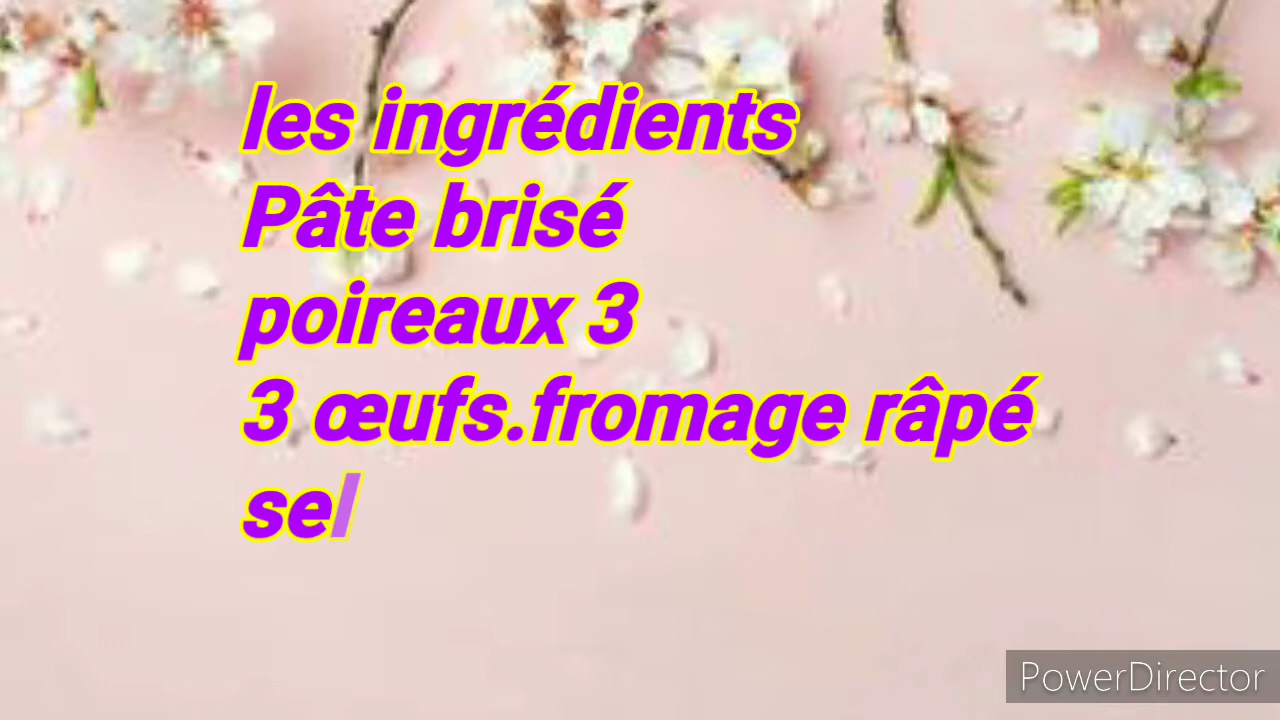 les ingrédients
Pâte brisé
poireaux 3
3 œufs.fromage râpé
sel
PowerDirector